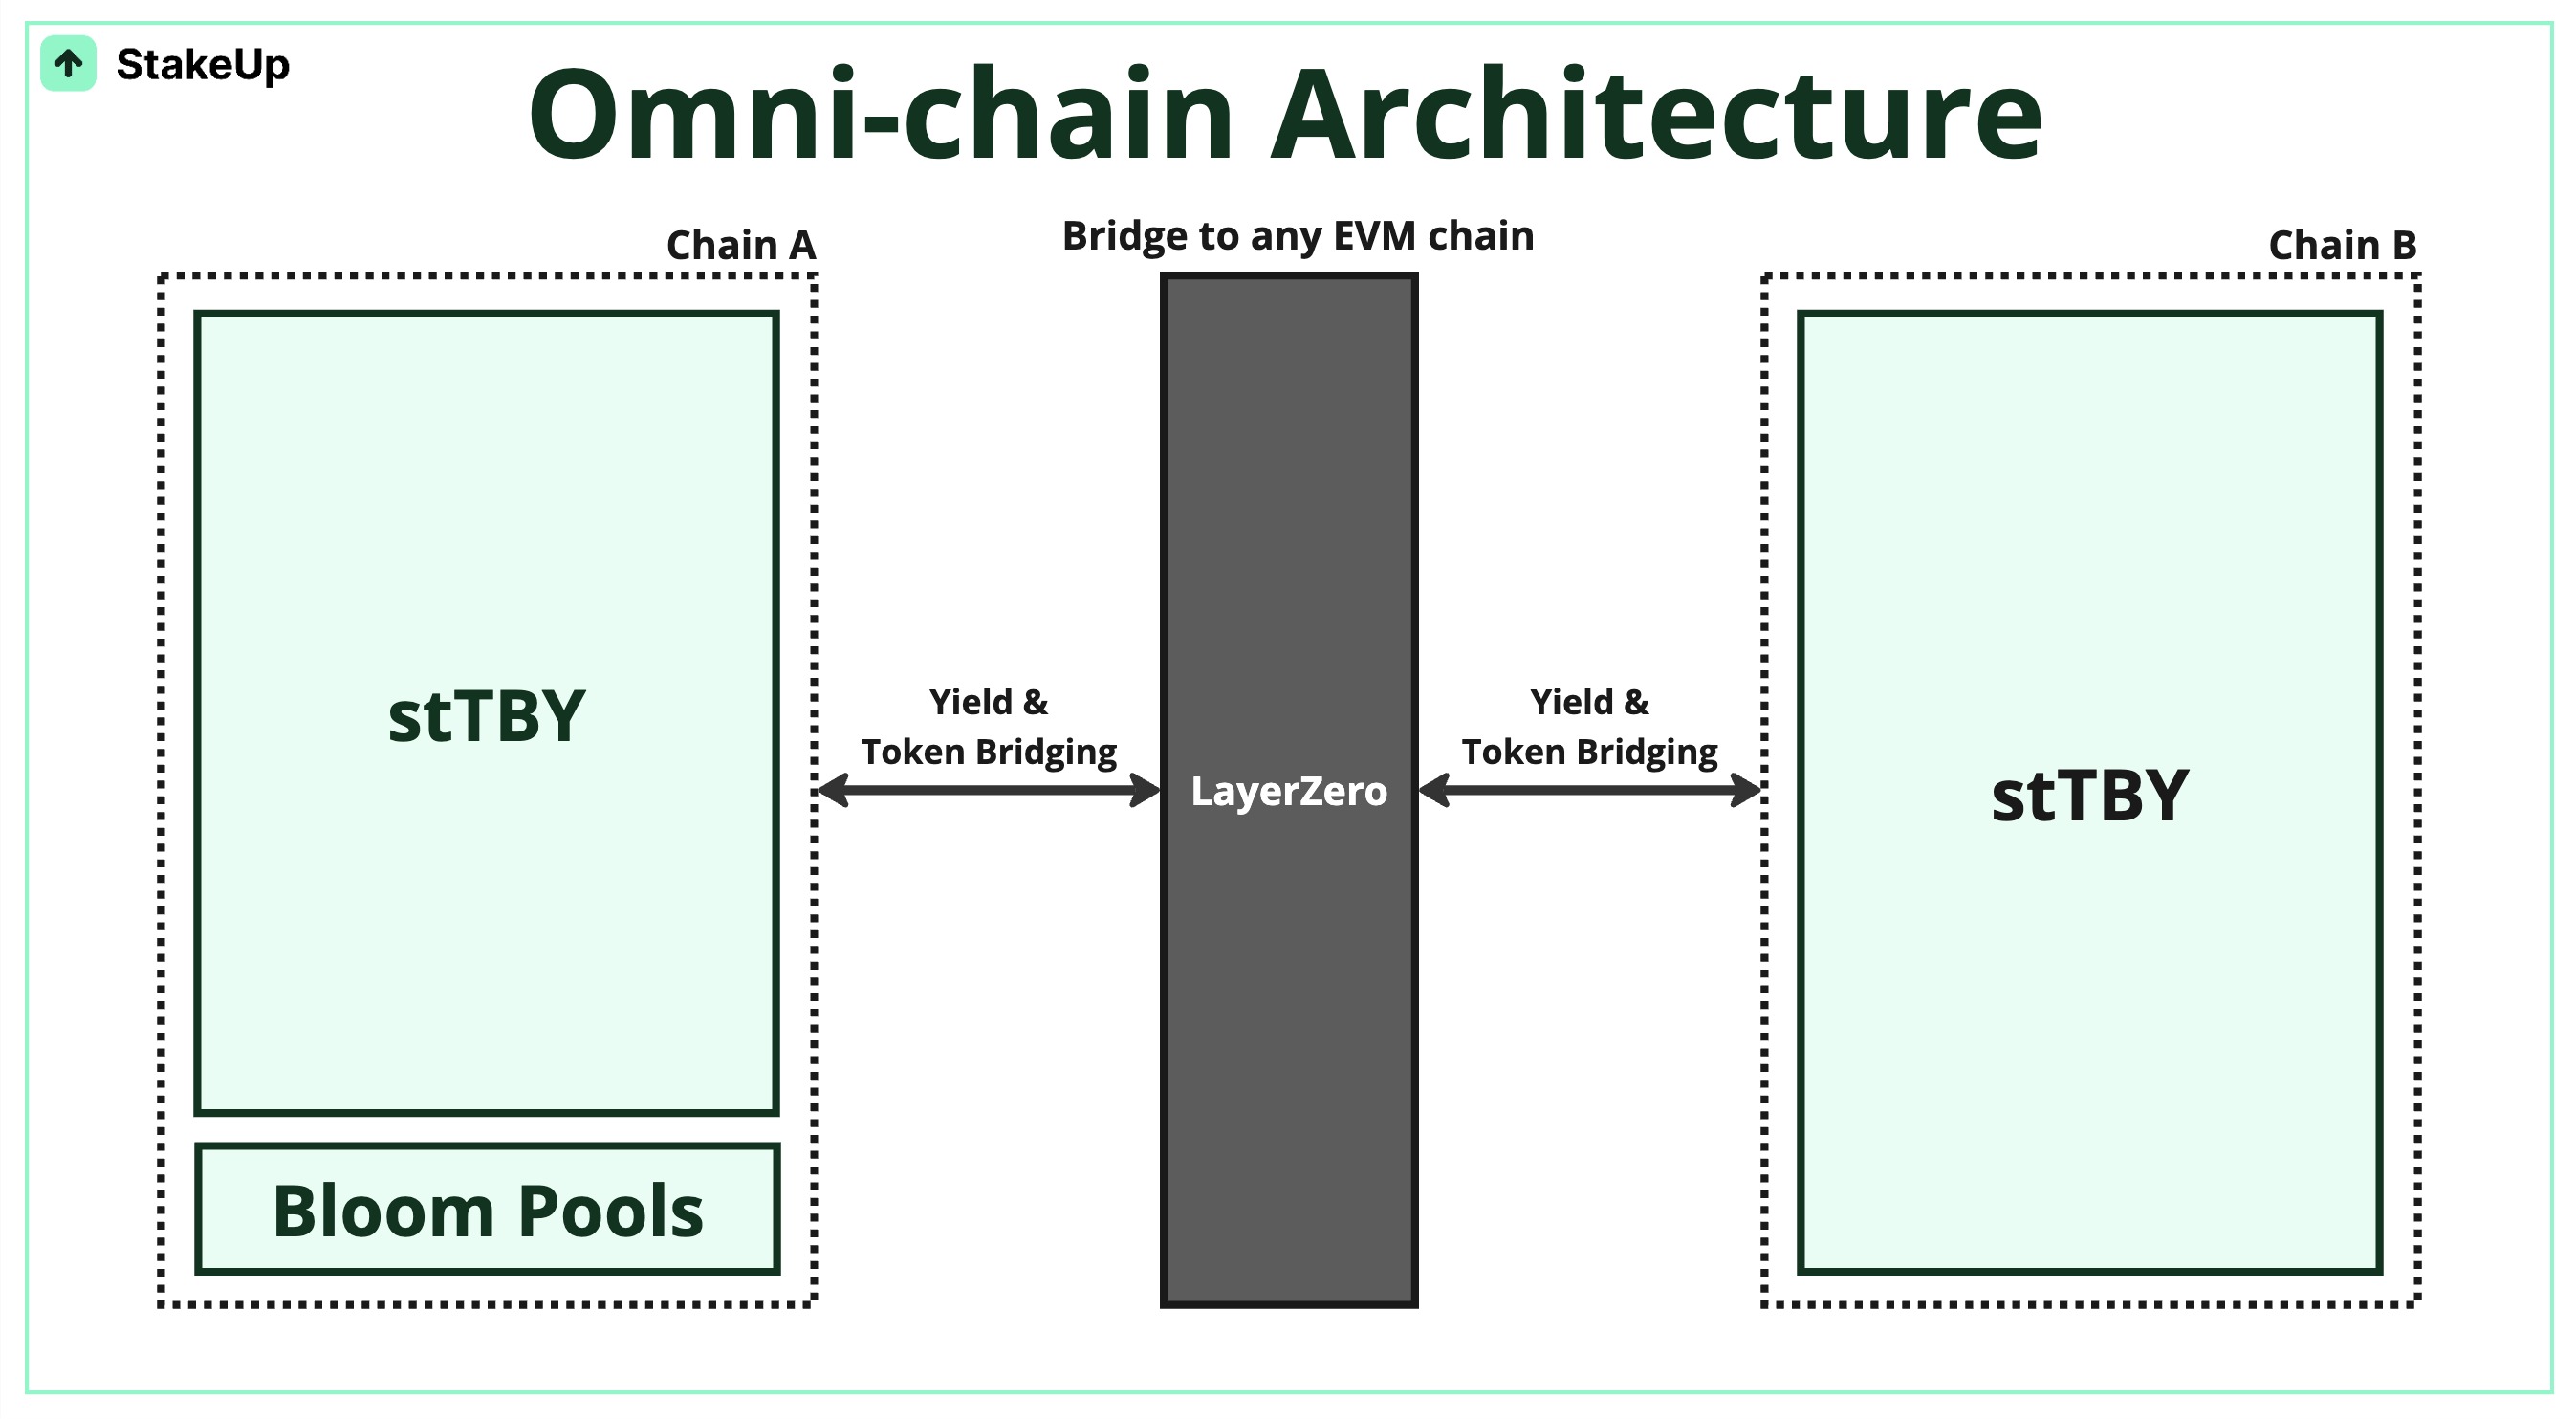 StakeUp
Omni-chain Architecture
Chain A
Bridge to any EVM chain
Chain B
stTBY
Bloom Pools
Yield &
Token Bridging
LayerZero
Yield &
Token Bridging
stTBY